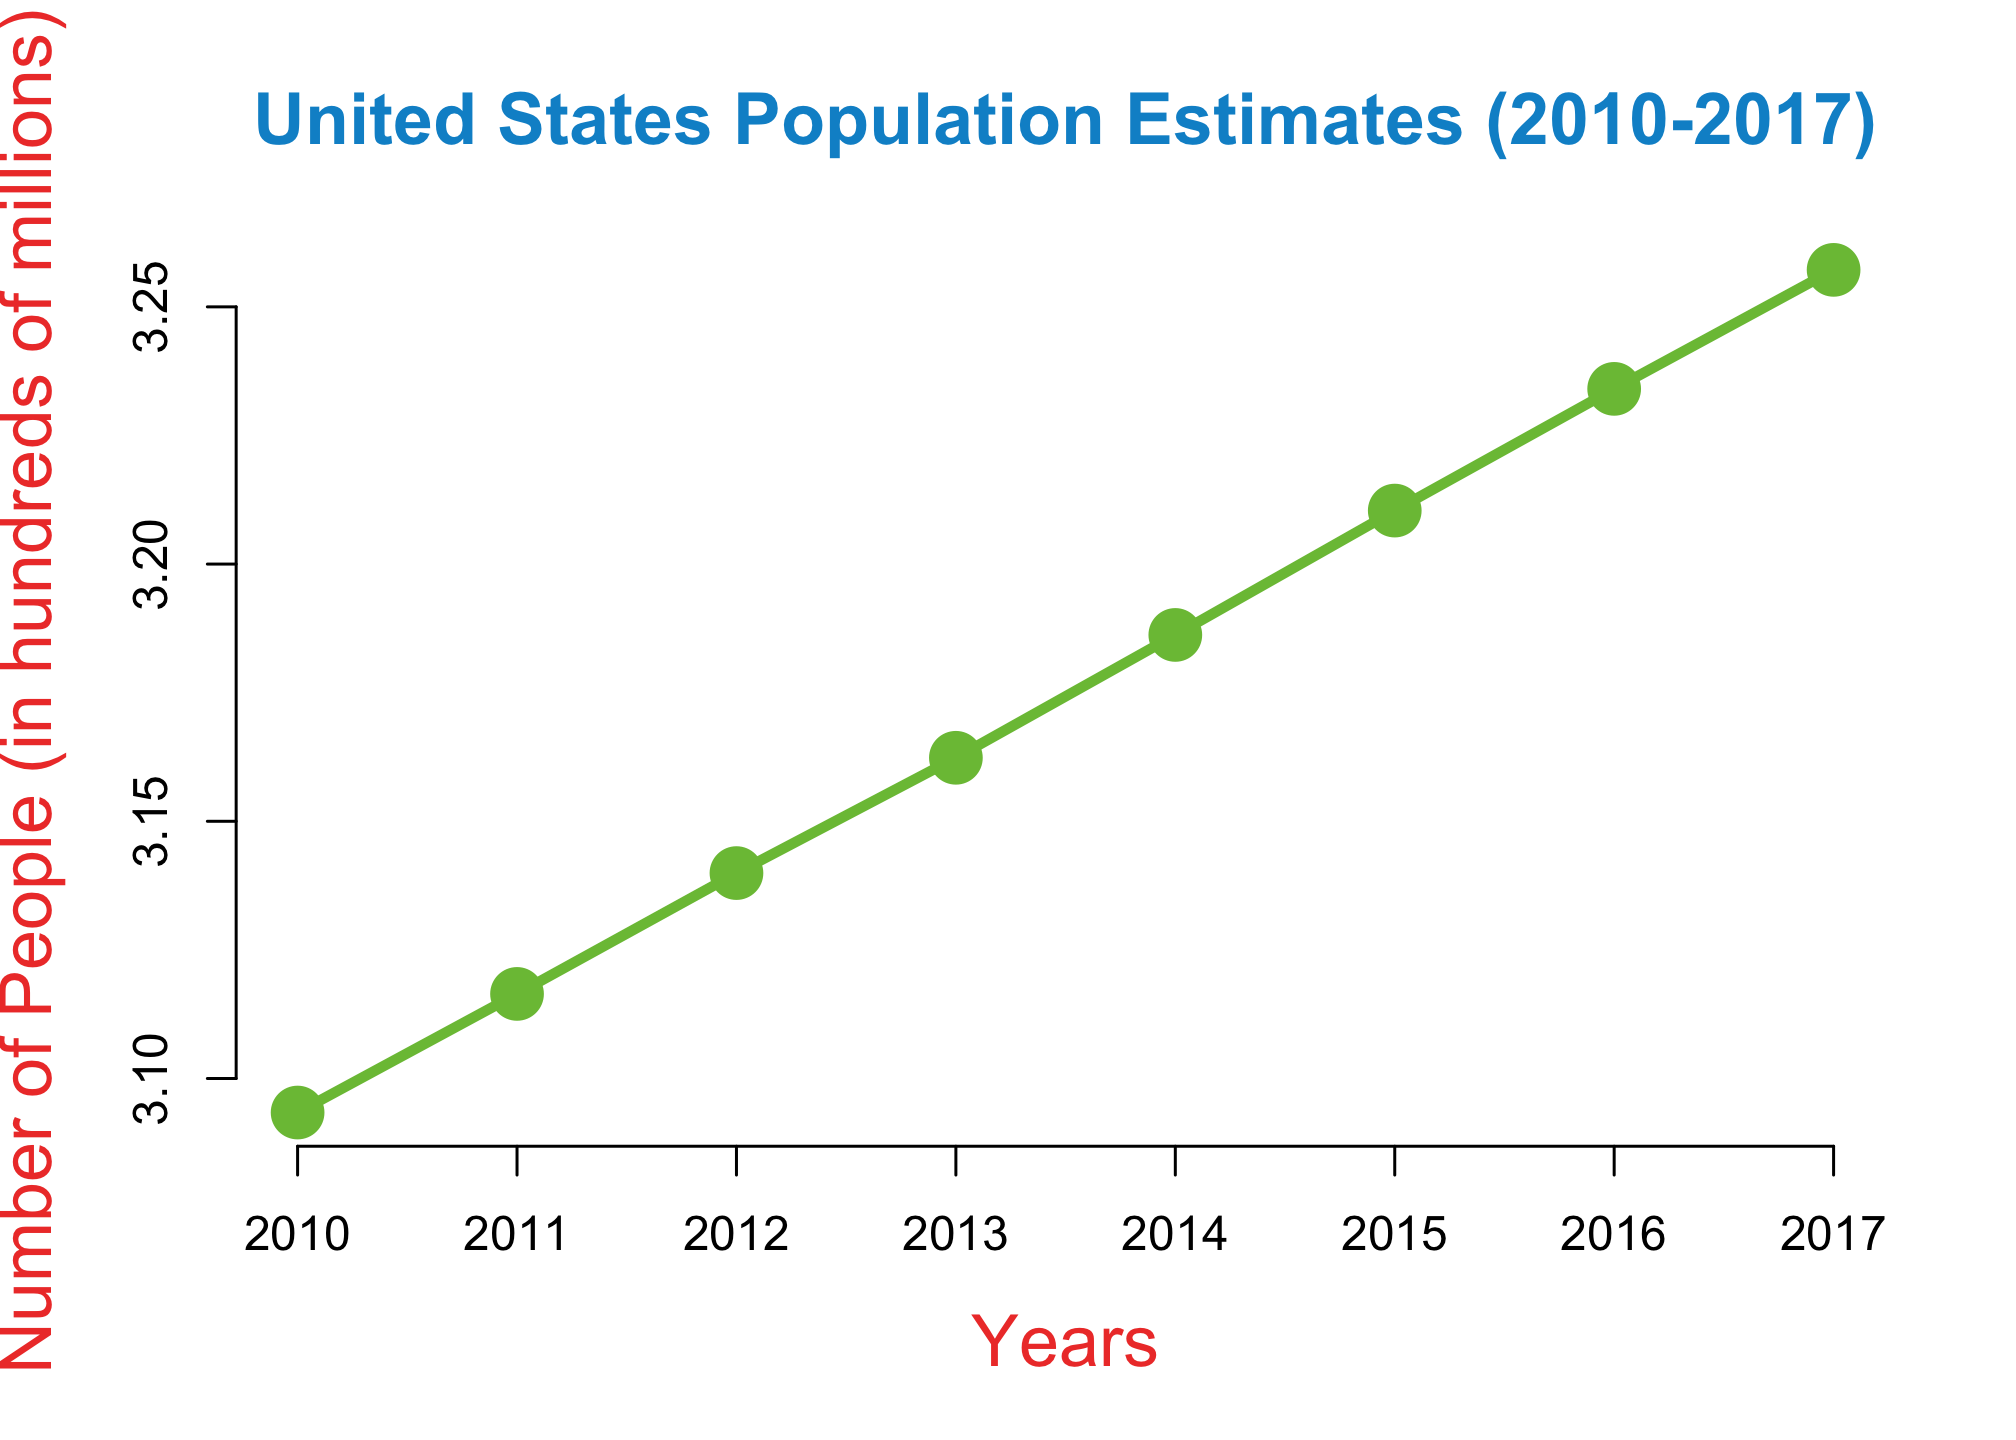 United States Population Estimates (2010-2017)
Number of People (in hundreds of millions)
3.25
3.20
3.15
3.10
2010 2011 2012 2013 2014 2015 2016 2017
Years